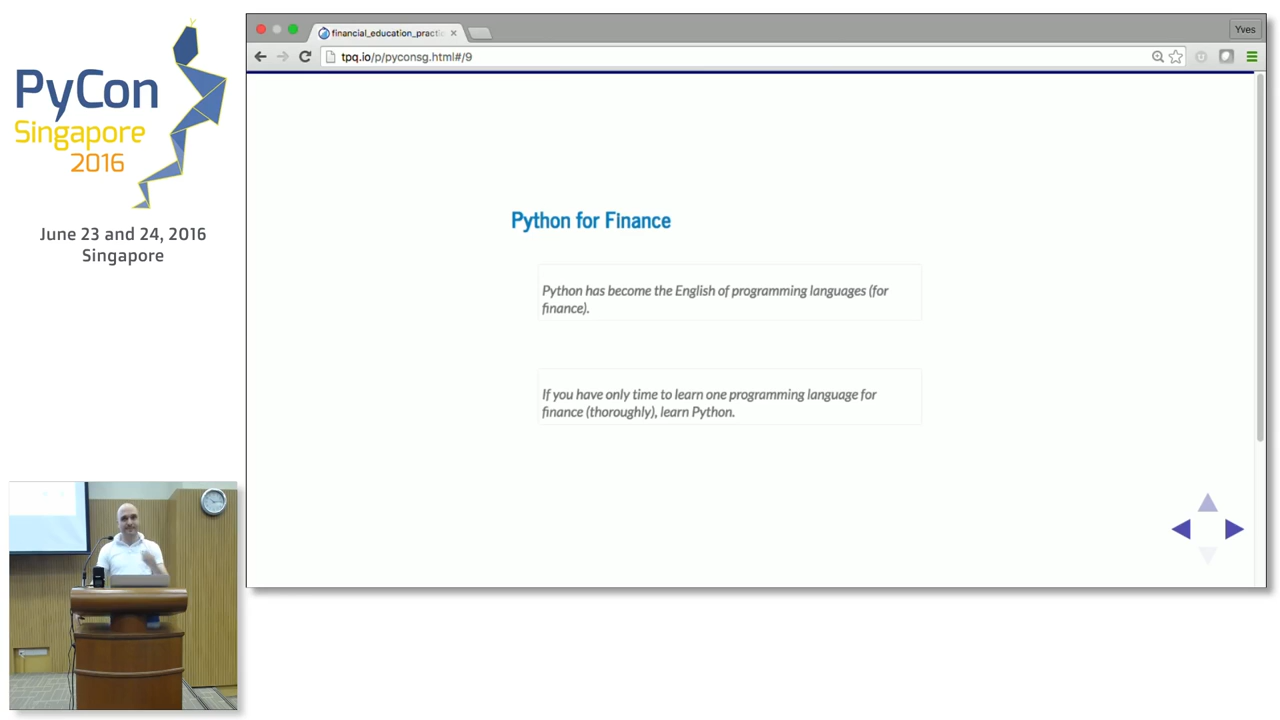 PyCon
Singapore
2016
June 23 and 24, 2016
Singapore
financial_education_practic
Yves
tpq.io/p/pyconsg.html#/9
Python for Finance
Python has become the English of programming languages (for
finance).
If you have only time to learn one programming language for
finance (thoroughly), learn Python.